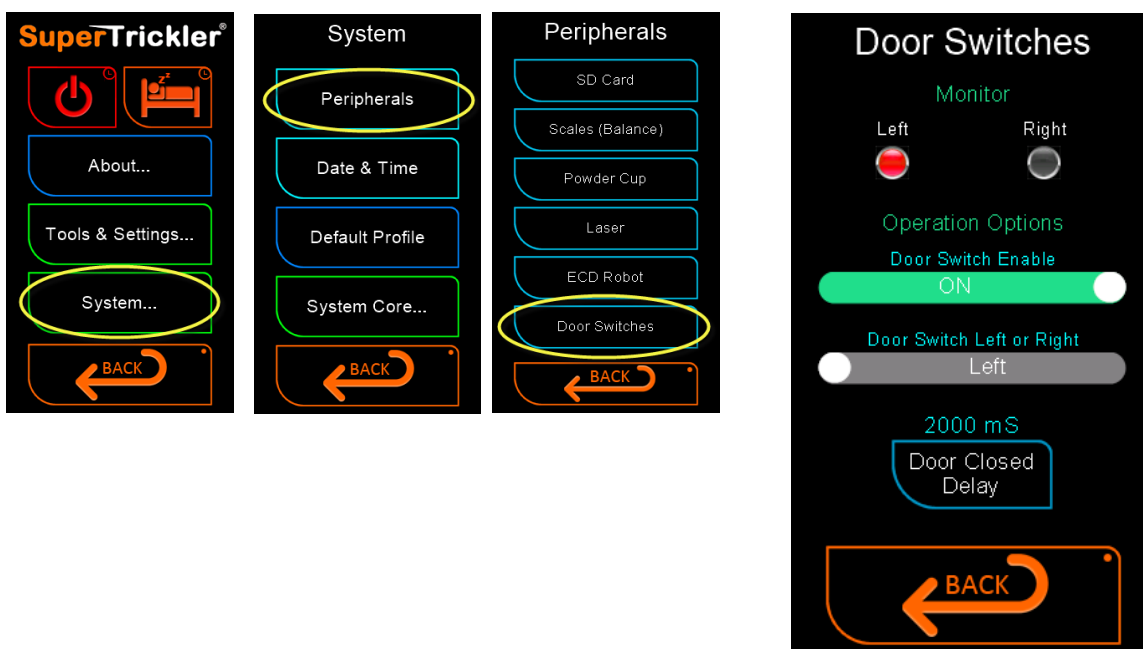 SuperTrickler®
zz
About...
Tools & Settings...
System...
BACK
System
Peripherals
Date & Time
Default Profile
System Core...
BACK
Peripherals
SD Card
Scales (Balance)
Powder Cup
Laser
ECD Robot
Door Switches
BACK
Door Switches
Monitor
Left Right
Operation Options
Door Switch Enable
ON
Door Switch Left or Right
Left
2000 mS
Door Closed
Delay
BACK